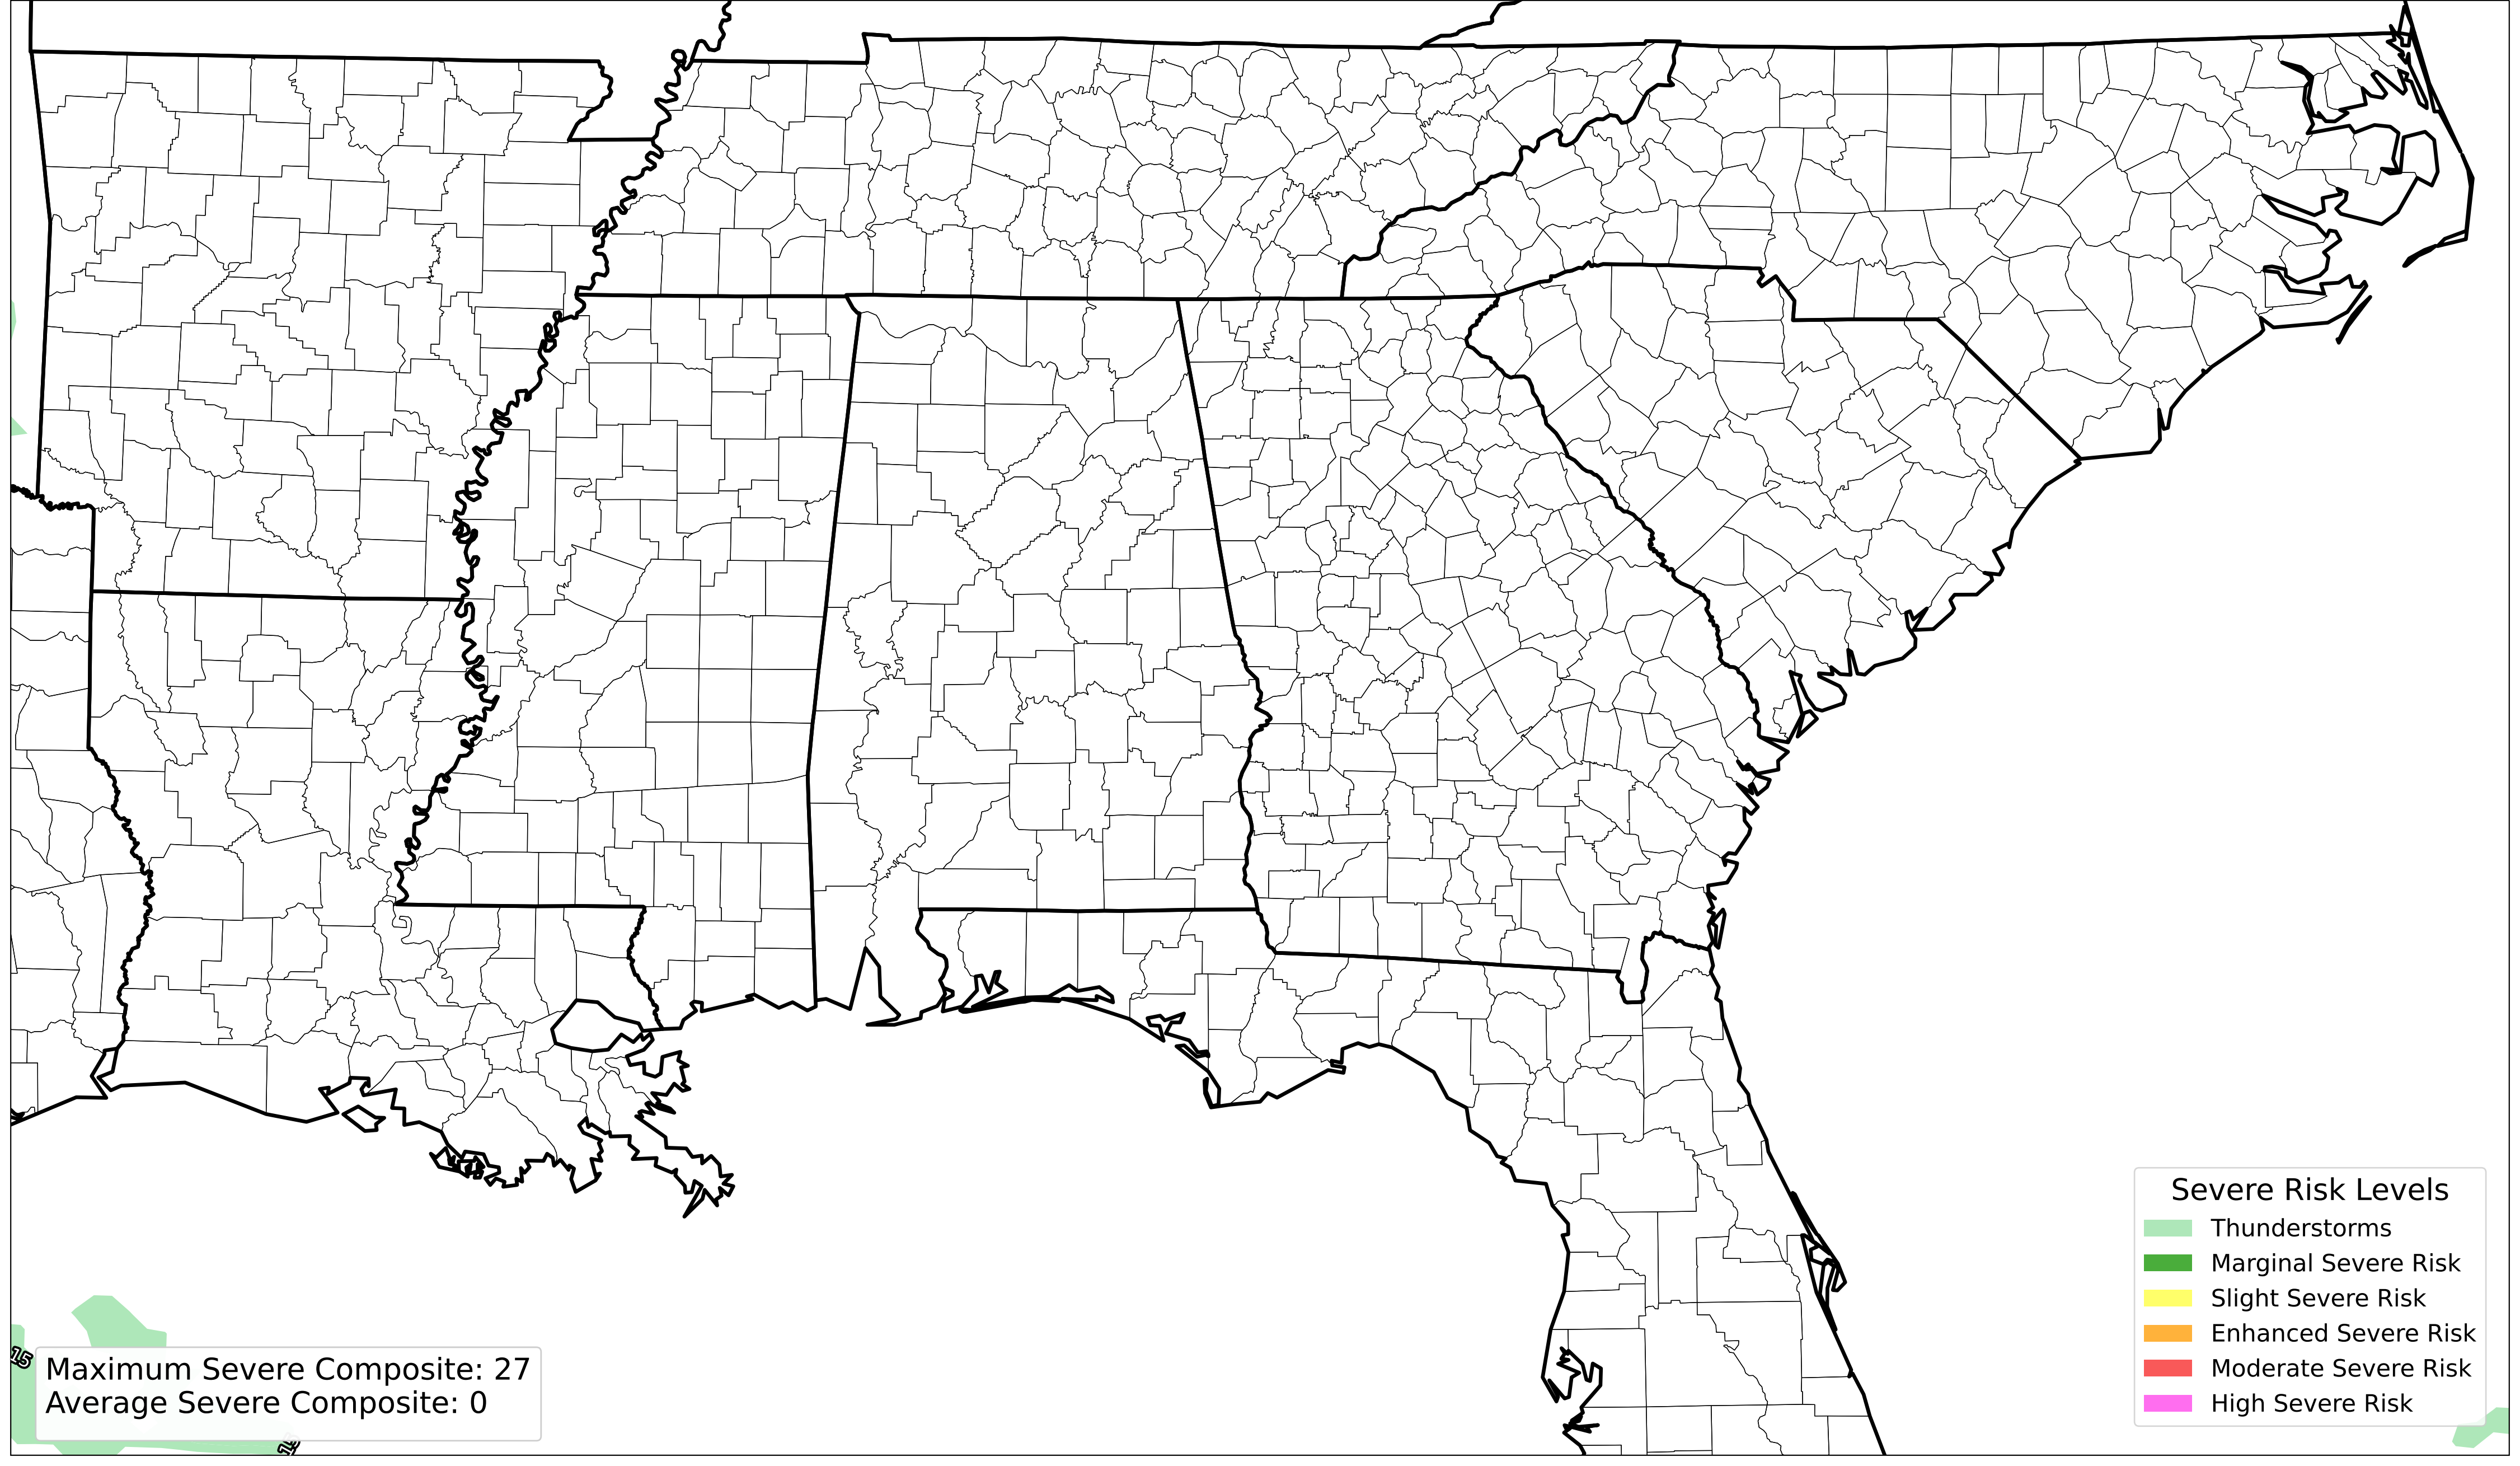 15
Maximum Severe Composite: 27
Average Severe Composite: 0
Severe Risk Levels
Thunderstorms
Marginal Severe Risk
Slight Severe Risk
Enhanced Severe Risk
Moderate Severe Risk
High Severe Risk